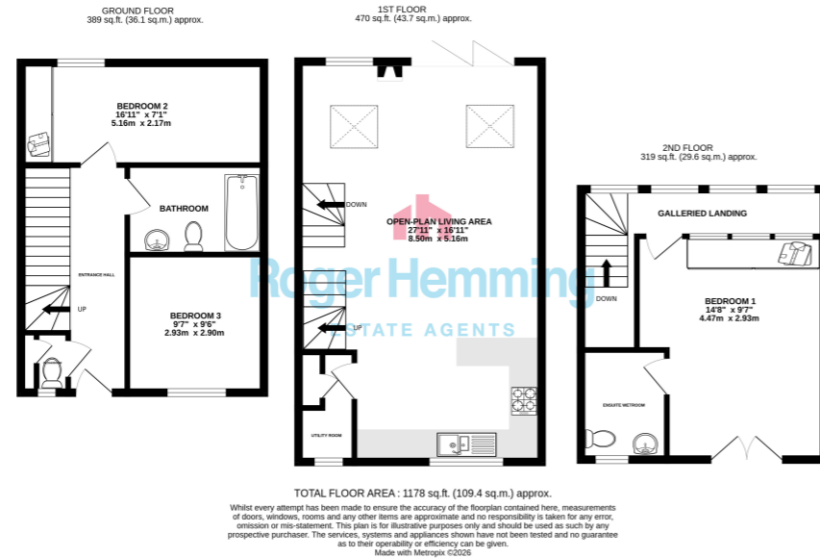 GROUND FLOOR
389 sq.ft. (36.1 sq.m.) approx.
BEDROOM 2
16'11" x 7'1"
5.16m x 2.17m
BATHROOM
ENTRANCE HALL
UP
BEDROOM 3
9'7" x 9'6"
2.93m x 2.90m
1ST FLOOR
470 sq.ft. (43.7 sq.m.) approx.
DOWN
OPEN-PLAN LIVING AREA
27'11" x 16'11"
8.50m x 5.16m
Roger Hemming
ESTATE AGENTS
UP
UTILITY ROOM
2ND FLOOR
319 sq.ft. (29.6 sq.m.) approx.
GALLERIED LANDING
DOWN
BEDROOM 1
14'8" x 9'7"
4.47m x 2.93m
ENSUITE WETROOM
TOTAL FLOOR AREA : 1178 sq.ft. (109.4 sq.m.) approx.
Whilst every attempt has been made to ensure the accuracy of the floorplan contained here, measurements
of doors, windows, rooms and any other items are approximate and no responsibility is taken for any error,
omission or mis-statement. This plan is for illustrative purposes only and should be used as such by any
prospective purchaser. The services, systems and appliances shown have not been tested and no guarantee
as to their operability or efficiency can be given.
Made with Metropix ©2026